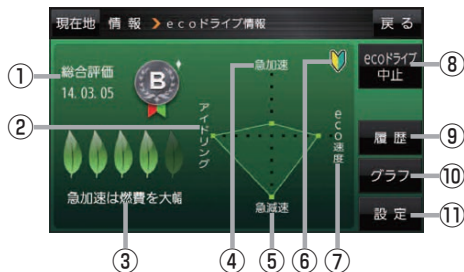 現在地 情報 > ecoドライブ情報 戻る
① 総合評価
14. 03. 05
B
② アイドリング
急加速は燃費を大幅
③
④ 急加速
⑤ 急減速
⑥
⑦ eco速度
⑧ ecoドライブ
中止
⑨ 履歴
⑩ グラフ
⑪ 設定